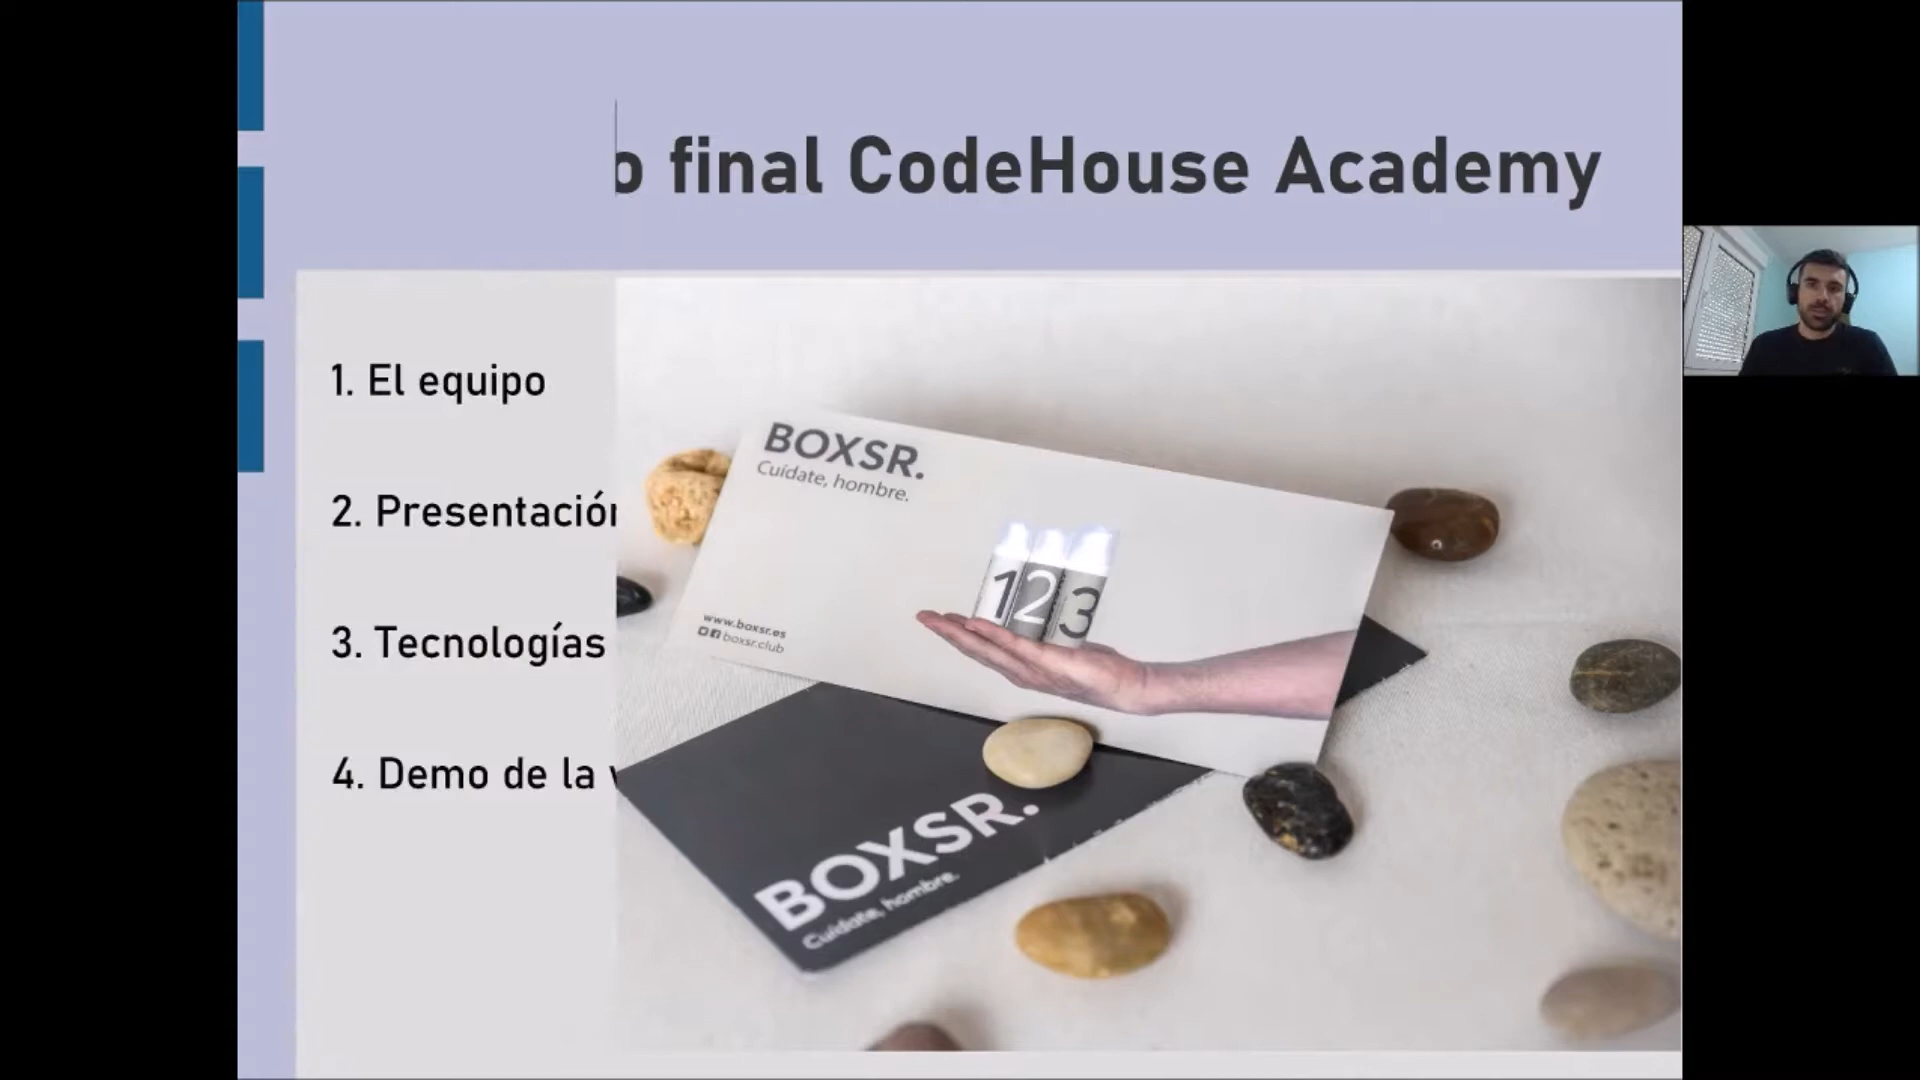 o final CodeHouse Academy
1. El equipo
2. Presentación
3. Tecnologías
4. Demo de la
BOXSR.
Cuídate, hombre.
123
www.boxsr.es
boxsr.club
BOXSR.
Cuídate, hombre.